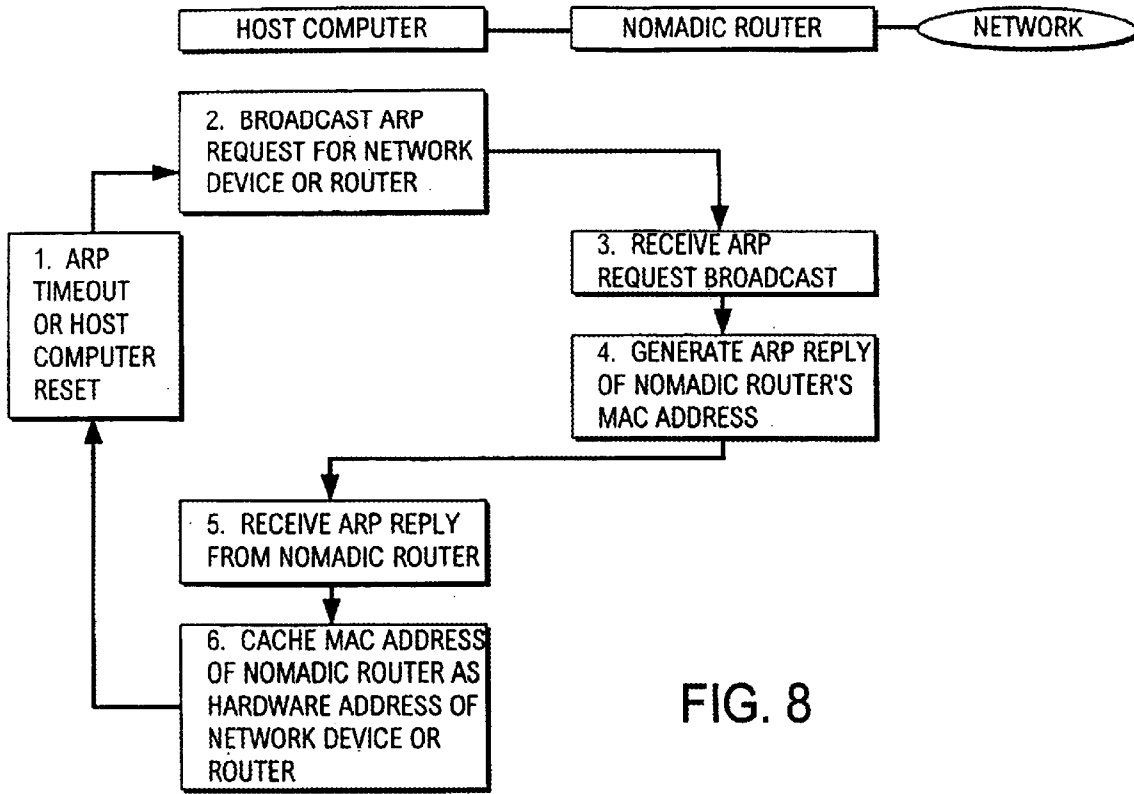 HOST COMPUTER
NOMADIC ROUTER
NETWORK
2. BROADCAST ARP
REQUEST FOR NETWORK
DEVICE OR ROUTER
1. ARP
TIMEOUT
OR HOST
COMPUTER
RESET
3. RECEIVE ARP
REQUEST BROADCAST
4. GENERATE ARP REPLY
OF NOMADIC ROUTER'S
MAC ADDRESS
5. RECEIVE ARP REPLY
FROM NOMADIC ROUTER
6. CACHE MAC ADDRESS
OF NOMADIC ROUTER AS
HARDWARE ADDRESS OF
NETWORK DEVICE OR
ROUTER
FIG. 8